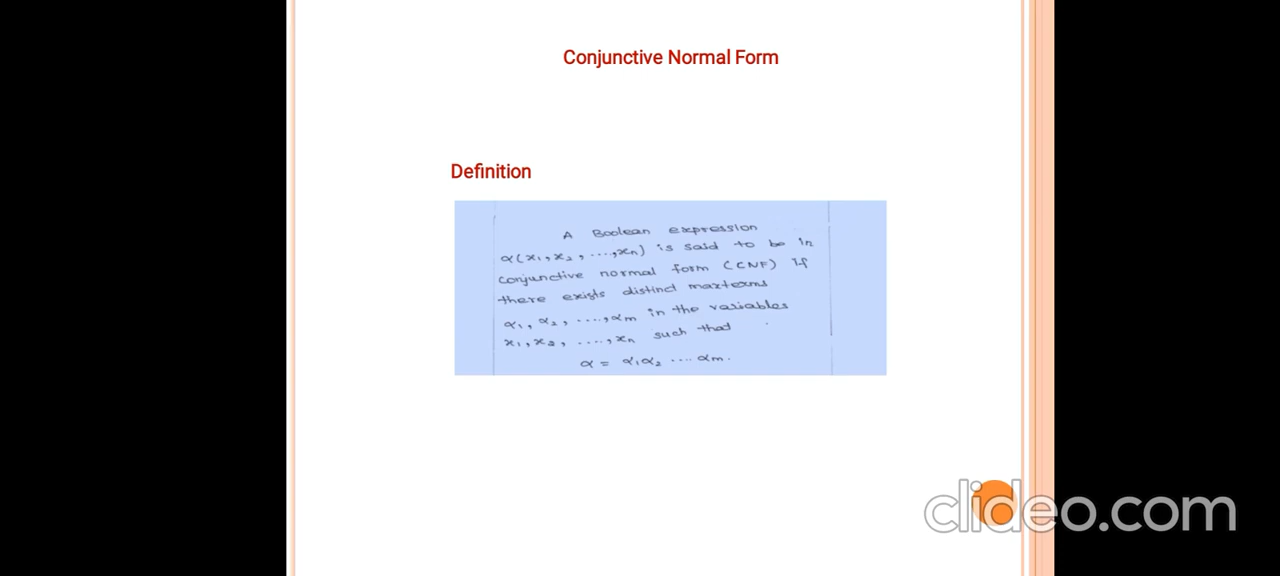 Conjunctive Normal Form
Definition
A Boolean expression
α(x₁, x₂, ...., xₙ) is said to be in
conjunctive normal form (CNF) if
there exists distinct maxterms
α₁, α₂, ...., αm in the variables
x₁, x₂, ...., xₙ such that
α = α₁α₂ .... αm.
clideo.com